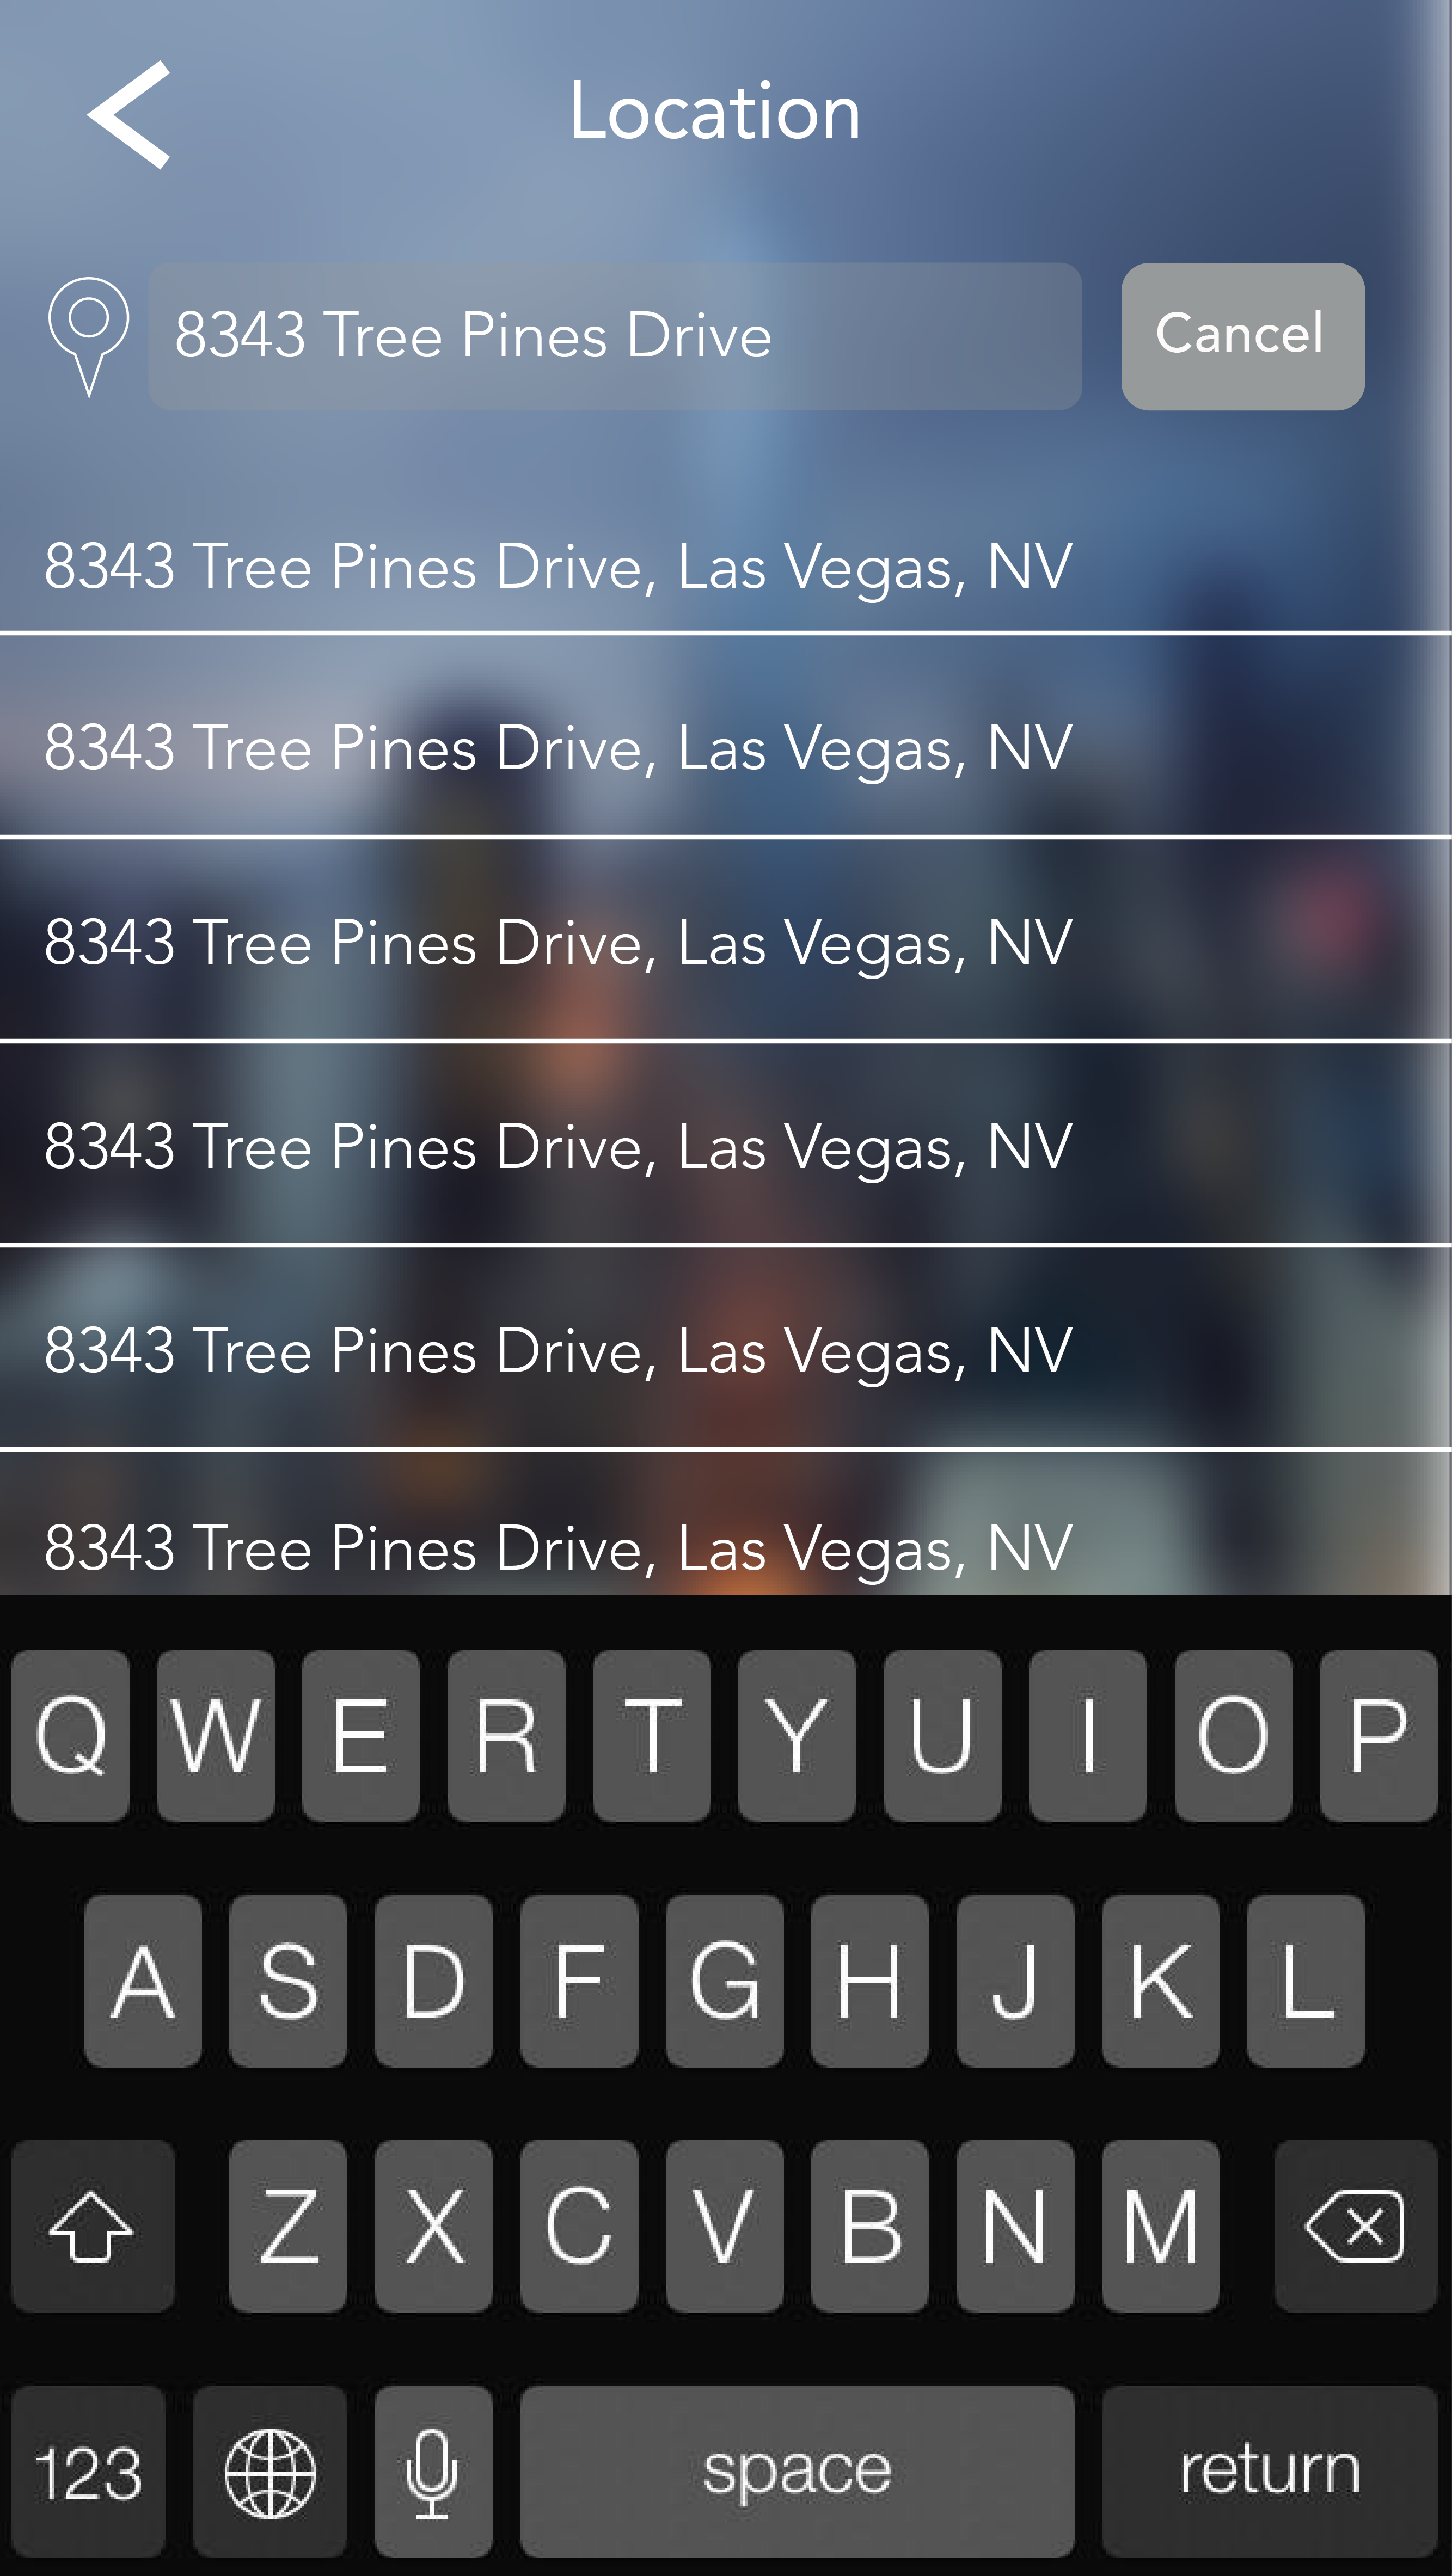 Location
8343 Tree Pines Drive
Cancel
8343 Tree Pines Drive, Las Vegas, NV
8343 Tree Pines Drive, Las Vegas, NV
8343 Tree Pines Drive, Las Vegas, NV
8343 Tree Pines Drive, Las Vegas, NV
8343 Tree Pines Drive, Las Vegas, NV
8343 Tree Pines Drive, Las Vegas, NV
Q W E R T Y U I O P
A S D F G H J K L
Z X C V B N M
123 space return